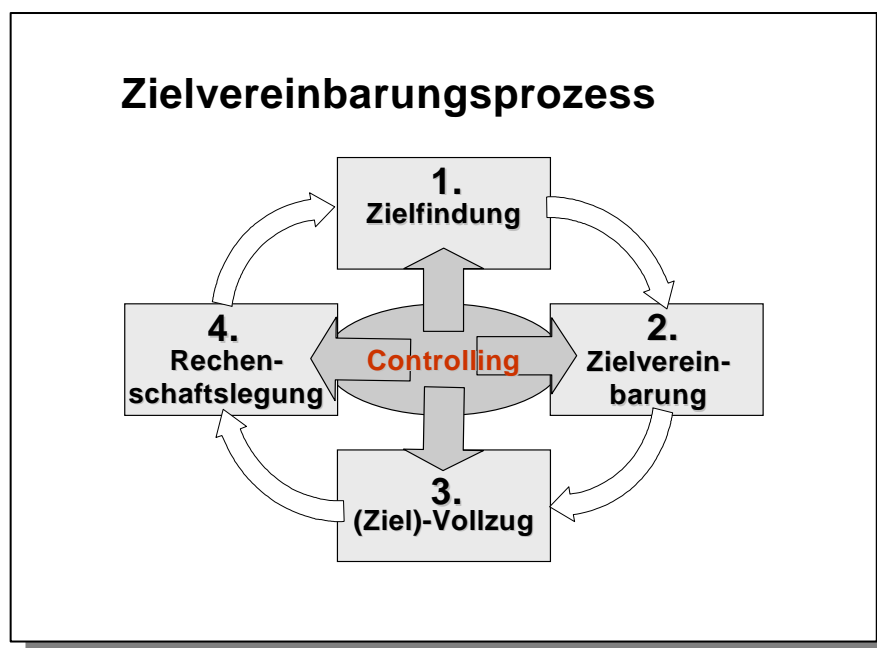 Zielvereinbarungsprozess
1.
Zielfindung
2.
Zielverein-
barung
3.
(Ziel)-Vollzug
4.
Rechen-
schaftslegung
Controlling